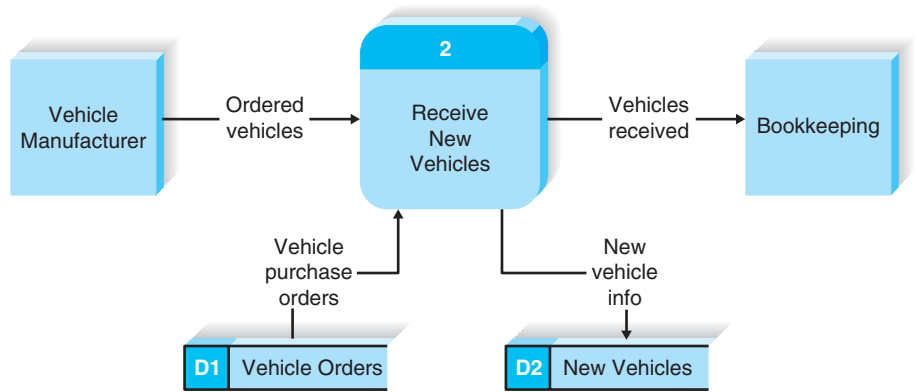 2
Vehicle
Manufacturer
Ordered
vehicles
Receive
New
Vehicles
Vehicles
received
Bookkeeping
Vehicle
purchase
orders
New
vehicle
info
D1 Vehicle Orders
D2 New Vehicles